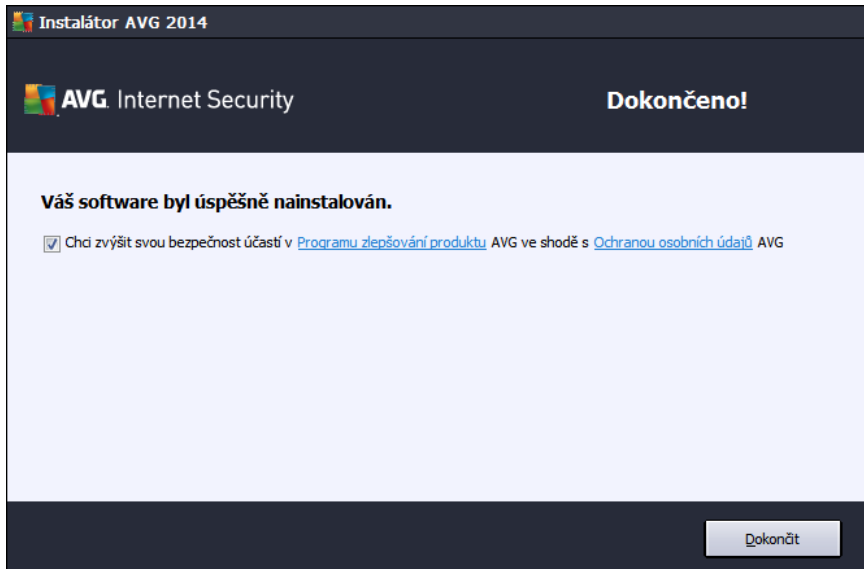 Instalátor AVG 2014
AVG. Internet Security
Dokončeno!
Váš software byl úspěšně nainstalován.
Chci zvýšit svou bezpečnost účastí v Programu zlepšování produktu AVG ve shodě s Ochranou osobních údajů AVG
Dokončit